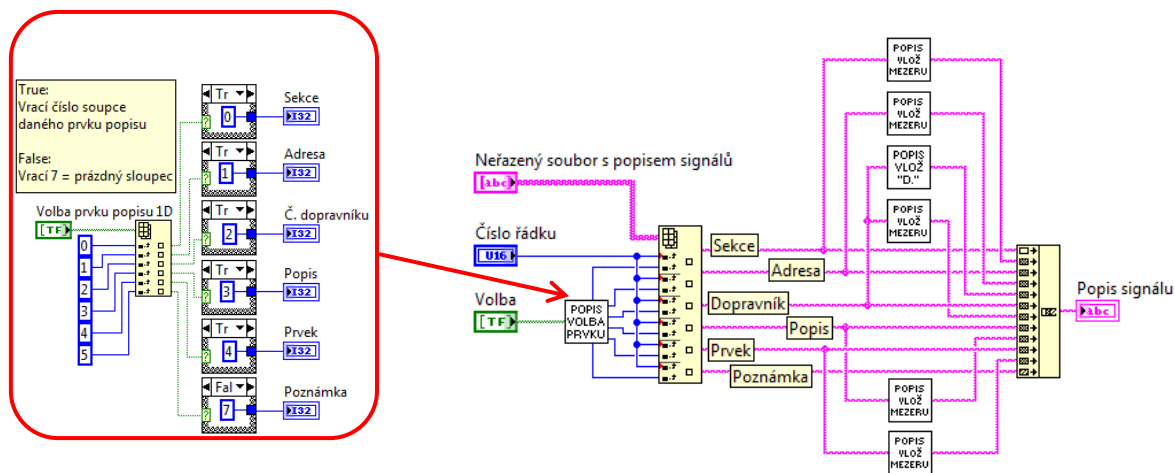 True:
Vrací číslo soupce
daného prvku popisu
False:
Vrací 7 = prázdný sloupec
Volba prvku popisu 1D
TF
0
1
2
3
4
5
Tr
0
Sekce
I32
Tr
1
Adresa
I32
Tr
2
Č. dopravníku
I32
Tr
3
Popis
I32
Tr
4
Prvek
I32
Fal
7
Poznámka
I32
Neřazený soubor s popisem signálů
abc
Číslo řádku
U16
Volba
TF
POPIS
VOLBA
PRVKU
Sekce
Adresa
Dopravník
Popis
Prvek
Poznámka
POPIS
VLOŽ
MEZERU
POPIS
VLOŽ
MEZERU
POPIS
VLOŽ
"D."
POPIS
VLOŽ
MEZERU
POPIS
VLOŽ
MEZERU
POPIS
VLOŽ
MEZERU
Popis signálu
abc